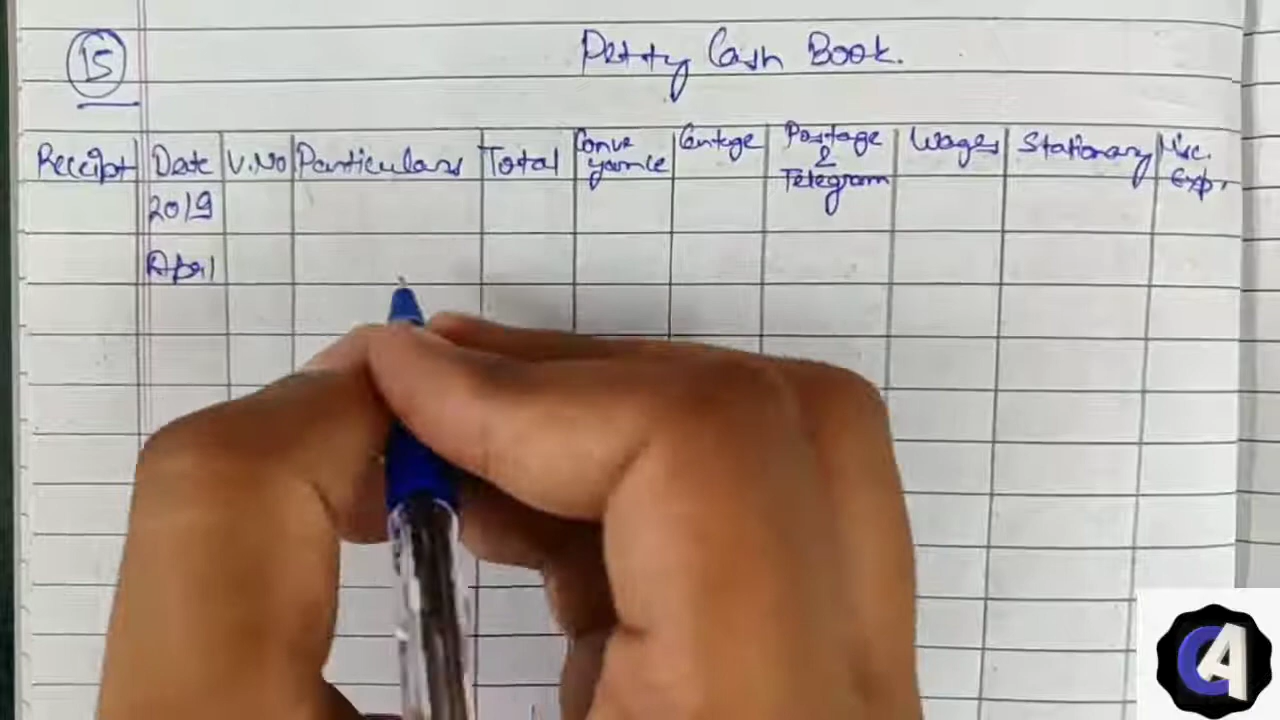 15
Petty Cash Book.
Receipt Date V.No Particulars Total Conve yance Cartage Postage & Telegram Wages Stationary Misc. Exp.
2019
April
CA